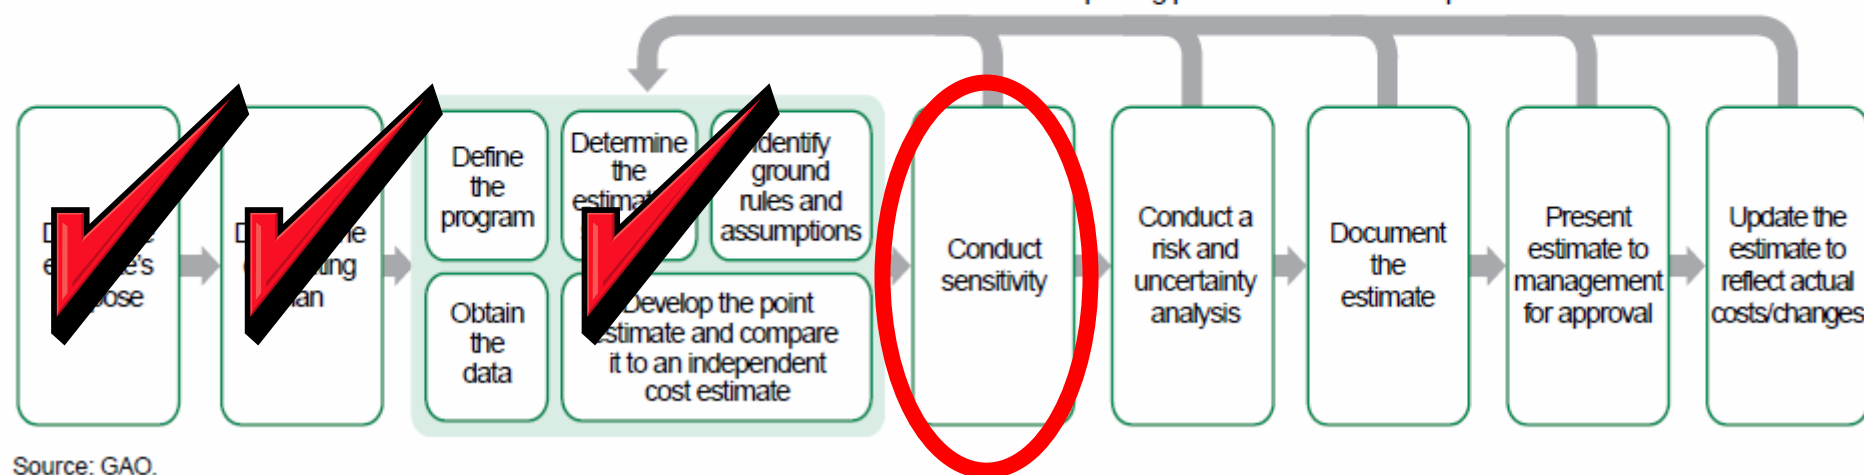 Define
the
program
Determine
the
Identify
ground
rules and
assumptions
Obtain
the
data
Develop the point
estimate and compare
it to an independent
cost estimate
Conduct
sensitivity
Conduct a
risk and
uncertainty
analysis
Document
the
estimate
Present
estimate to
management
for approval
Update the
estimate to
reflect actual
costs/changes
Source: GAO.